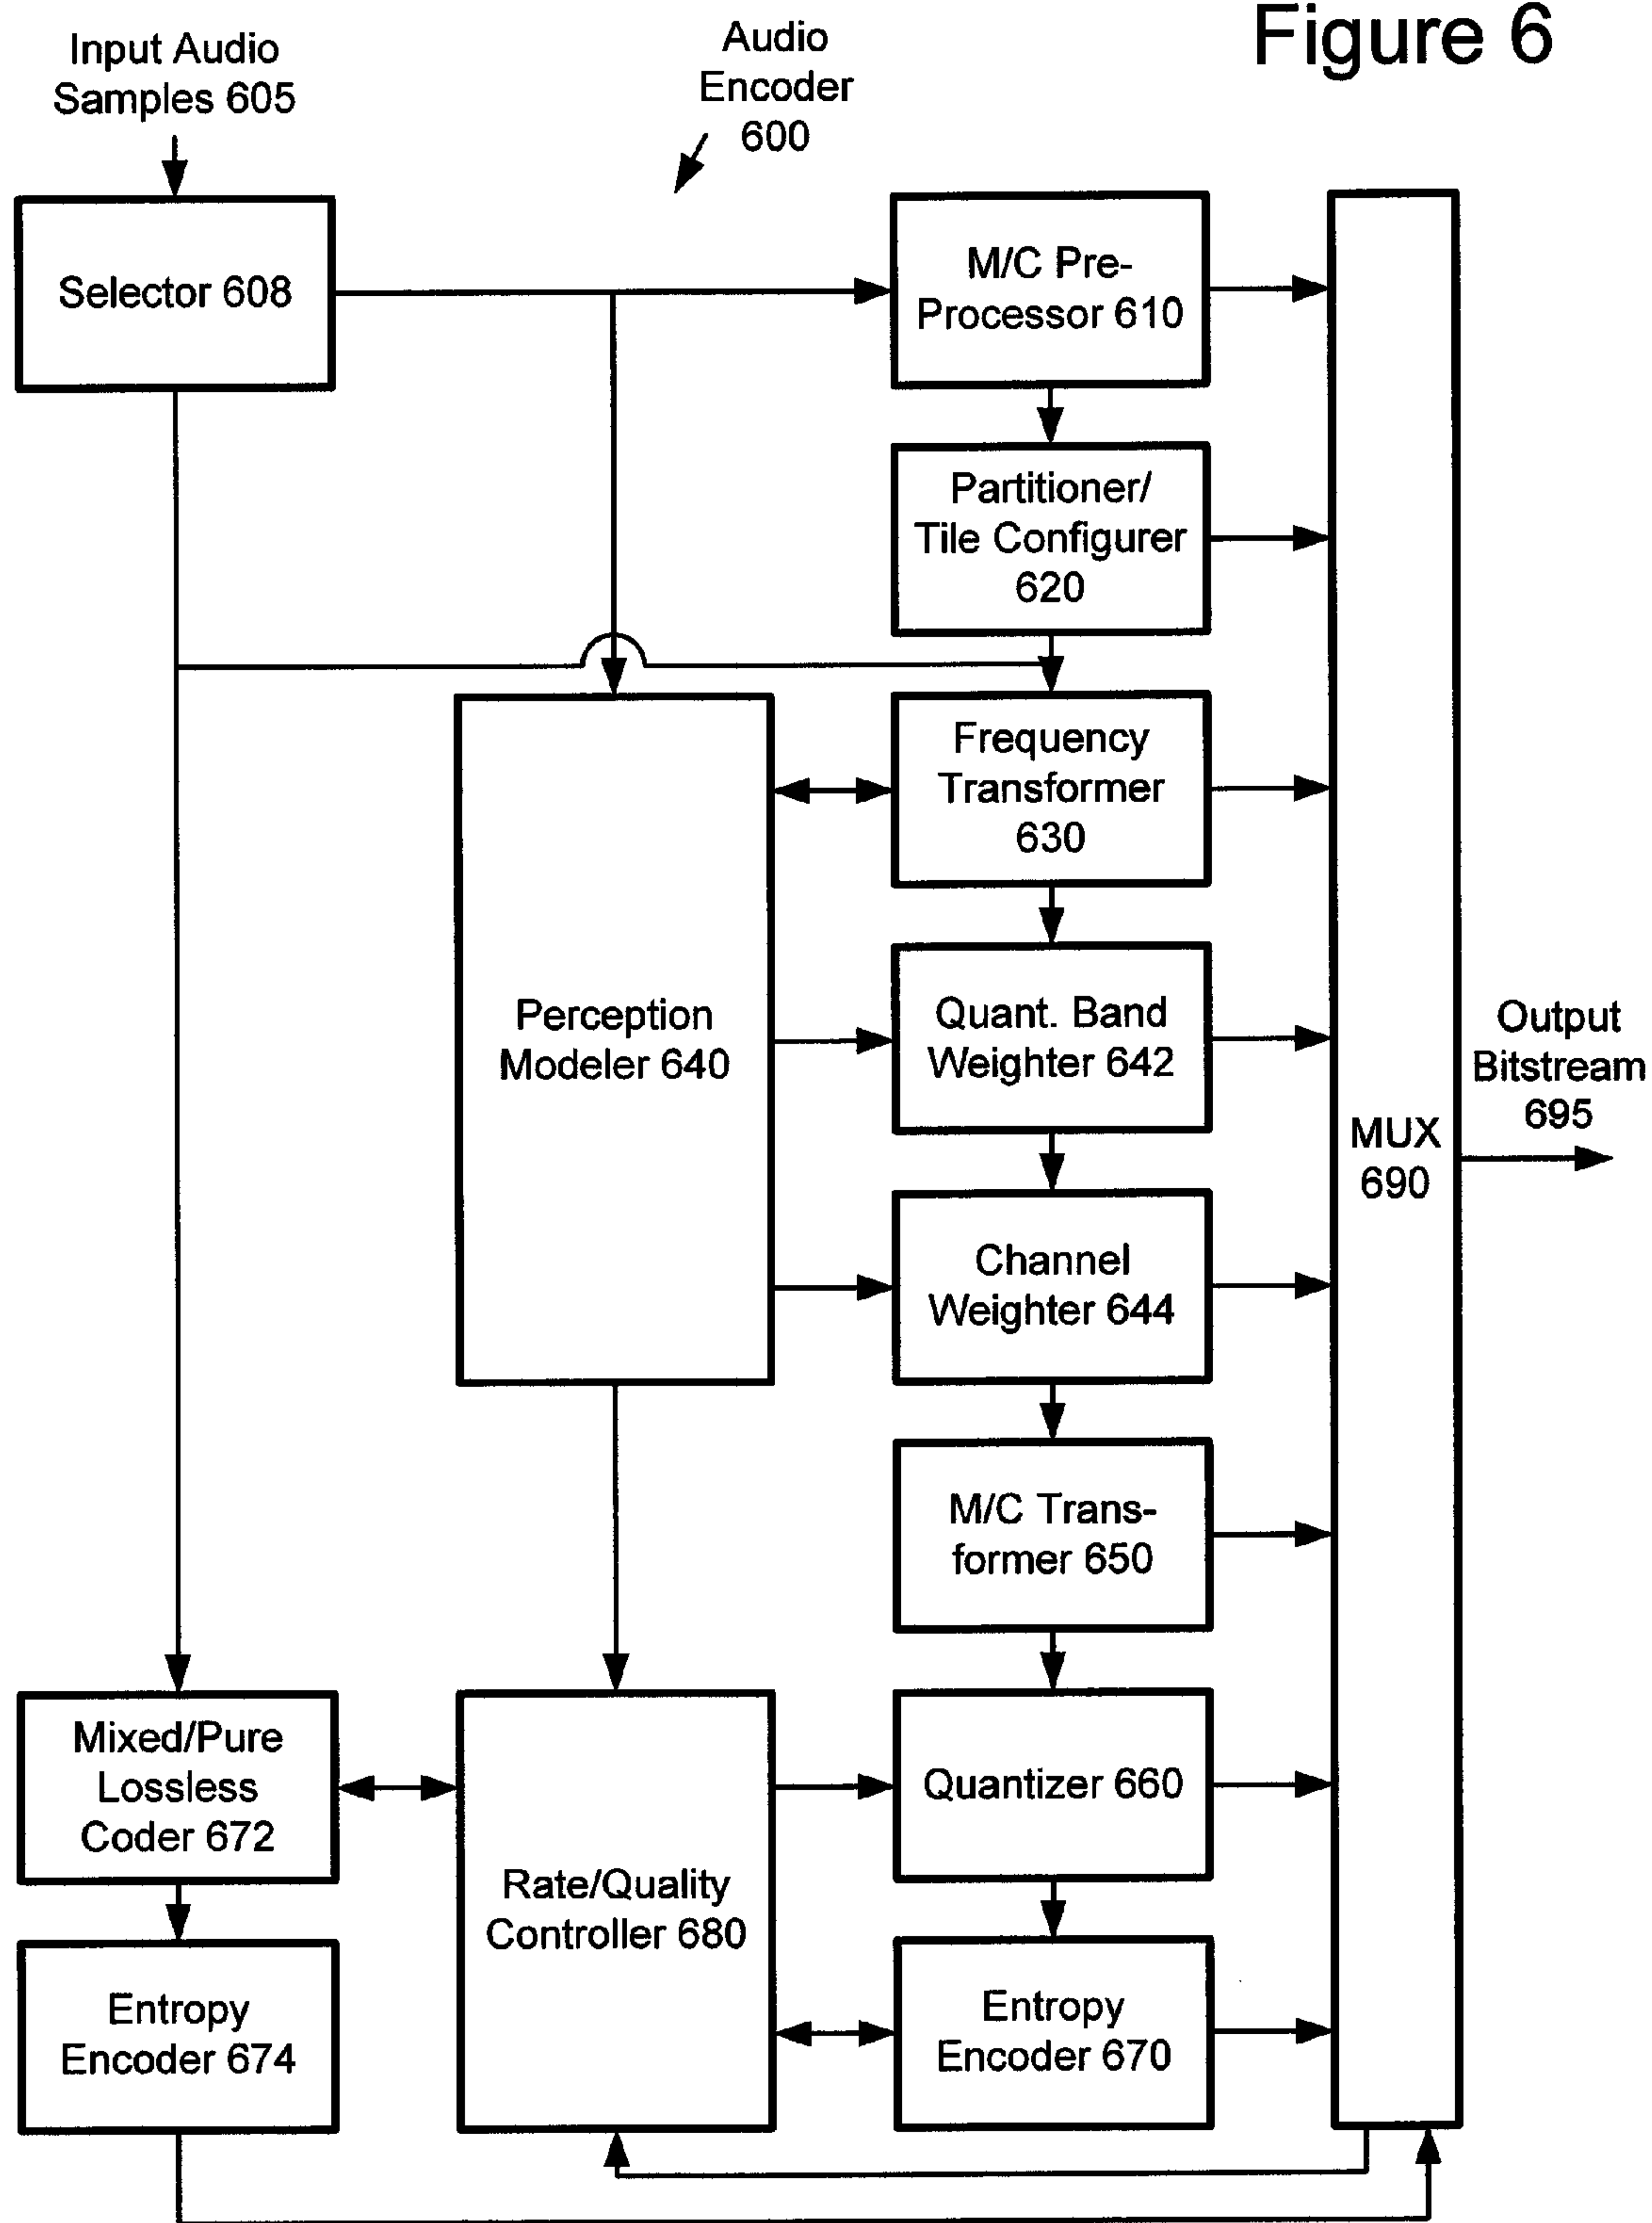 Figure 6
Input Audio
Samples 605
Audio
Encoder
600
Selector 608
M/C Pre-
Processor 610
Partitioner/
Tile Configurer
620
Frequency
Transformer
630
Perception
Modeler 640
Quant. Band
Weighter 642
Output
Bitstream
695
MUX
690
Channel
Weighter 644
M/C Trans-
former 650
Mixed/Pure
Lossless
Coder 672
Quantizer 660
Rate/Quality
Controller 680
Entropy
Encoder 674
Entropy
Encoder 670